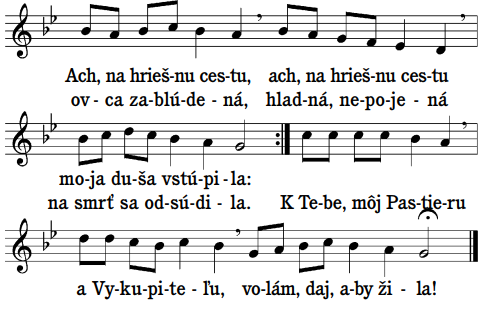 Ach, na hrieš-nu ces-tu, ach, na hrieš-nu ces-tu
ov - ca za-blú-de - ná, hlad-ná, ne-po-je - ná
mo-ja du-ša vstú-pi - la:
na smrť sa od-sú-di - la. K Te-be, môj Pas-tie-ru
a Vy-ku-pi-te - ľu, vo-lám, daj, a-by ži - la!